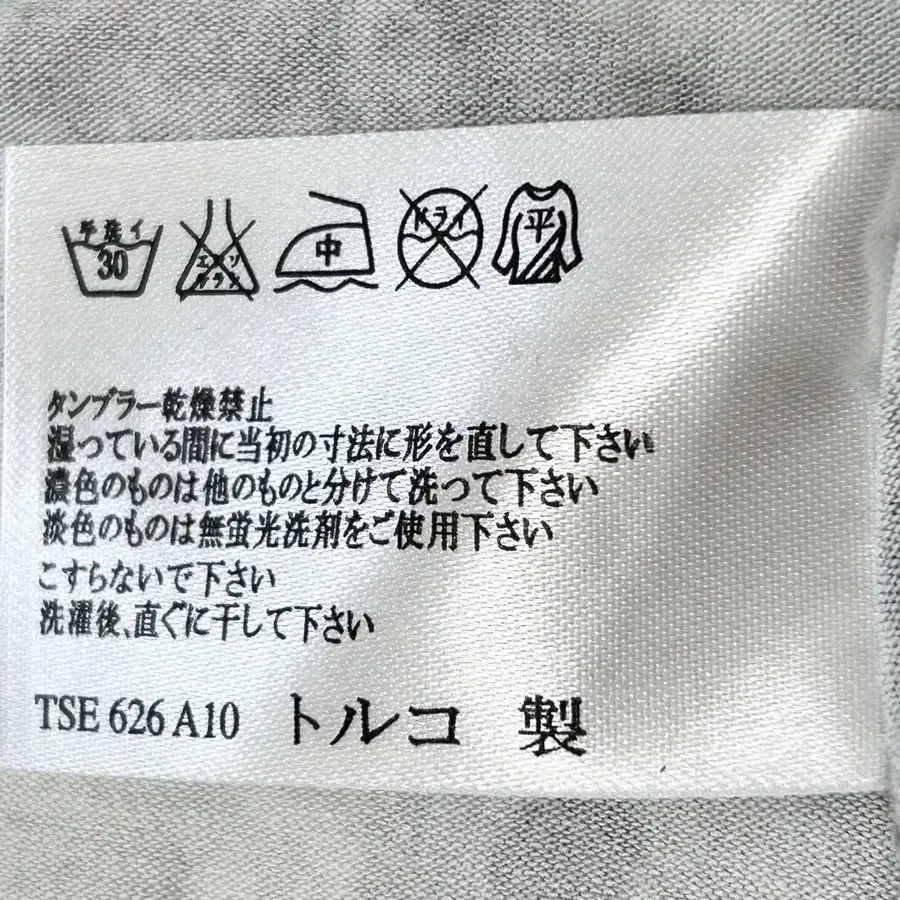 手洗イ
30
エンソサラシ
中
ドライ
平
タンブラー乾燥禁止
湿っている間に当初の寸法に形を直して下さい
濃色のものは他のものと分けて洗って下さい
淡色のものは無蛍光洗剤をご使用下さい
こすらないで下さい
洗濯後、直ぐに干して下さい
TSE 626 A10 トルコ 製